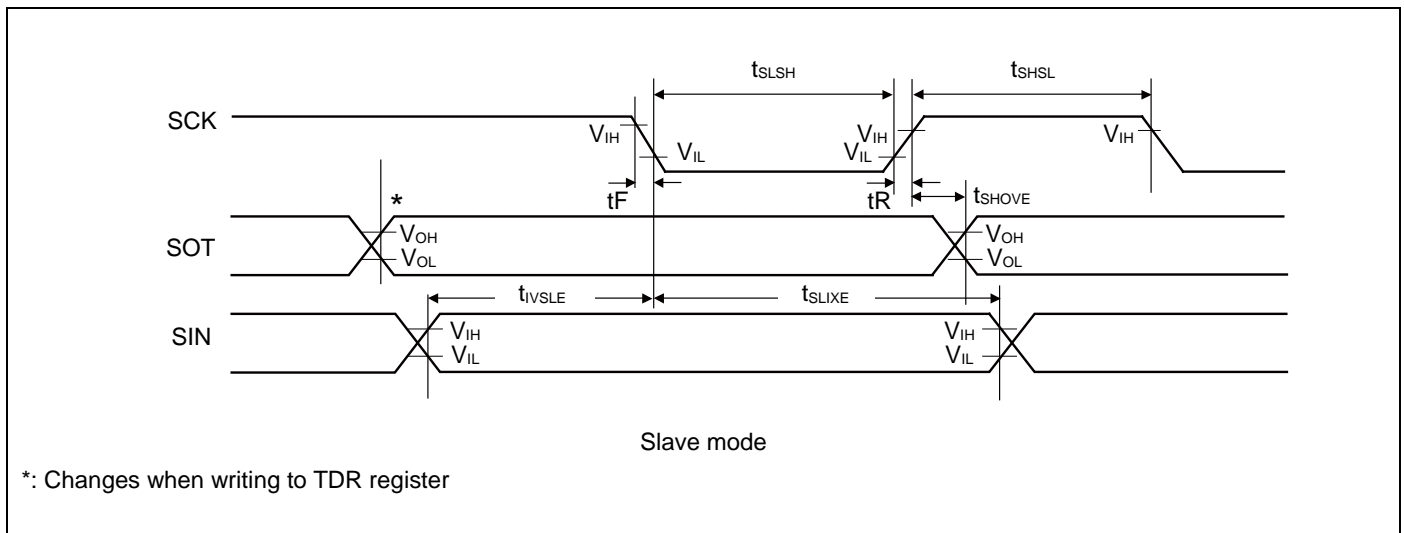 tSLSH tSHSL
SCK
VIH VIH VIH
VIL VIL
* tF tR tSHOVE
SOT
VOH VOH
VOL VOL
tIVSLE tSLIXE
SIN
VIH VIH
VIL VIL
Slave mode
*: Changes when writing to TDR register